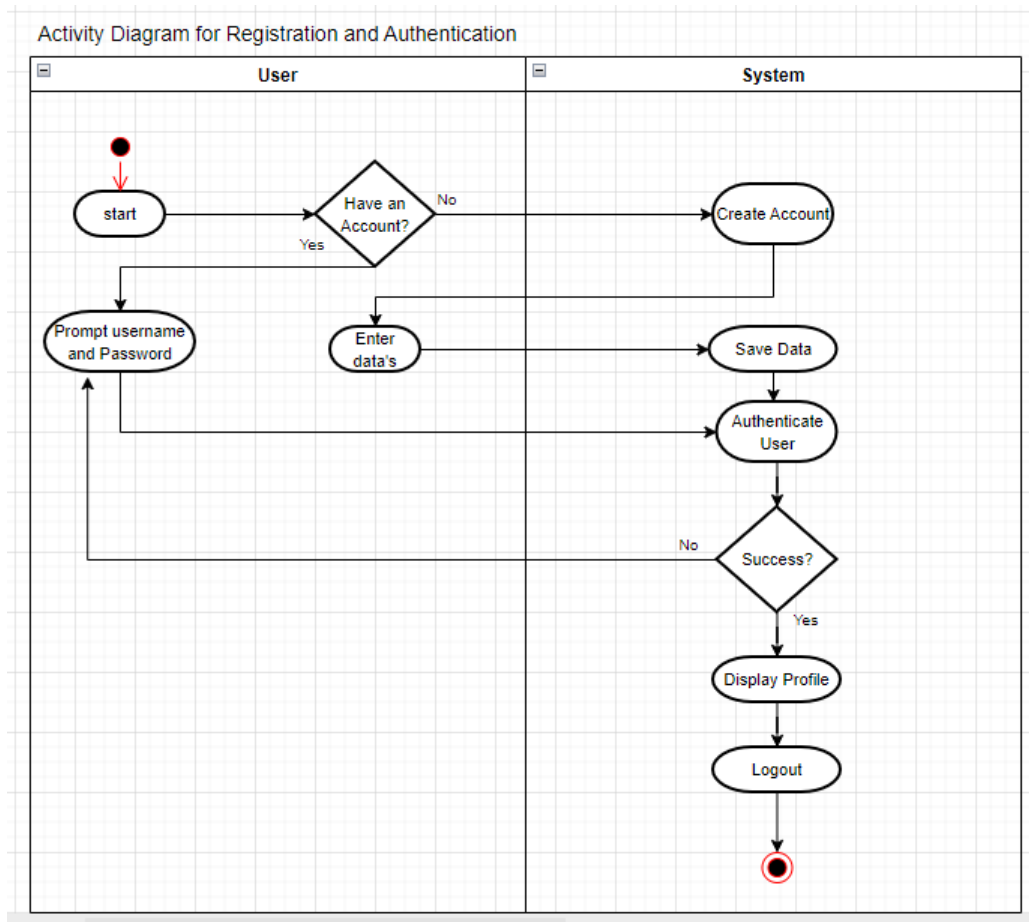 Activity Diagram for Registration and Authentication
User
System
start
Have an
Account?
No
Yes
Create Account
Prompt username
and Password
Enter
data's
Save Data
Authenticate
User
No
Success?
Yes
Display Profile
Logout